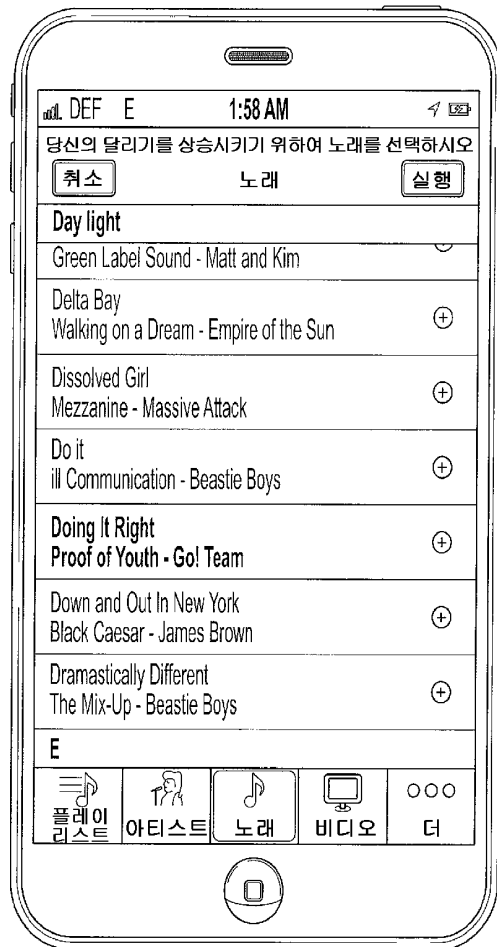 DEF E 1:58 AM
당신의 달리기를 상승시키기 위하여 노래를 선택하시오
취소 노래 실행
Day light
Green Label Sound - Matt and Kim
Delta Bay
Walking on a Dream - Empire of the Sun
Dissolved Girl
Mezzanine - Massive Attack
Do it
ill Communication - Beastie Boys
Doing It Right
Proof of Youth - Go! Team
Down and Out In New York
Black Caesar - James Brown
Dramastically Different
The Mix-Up - Beastie Boys
E
플레이
리스트 아티스트 노래 비디오 더